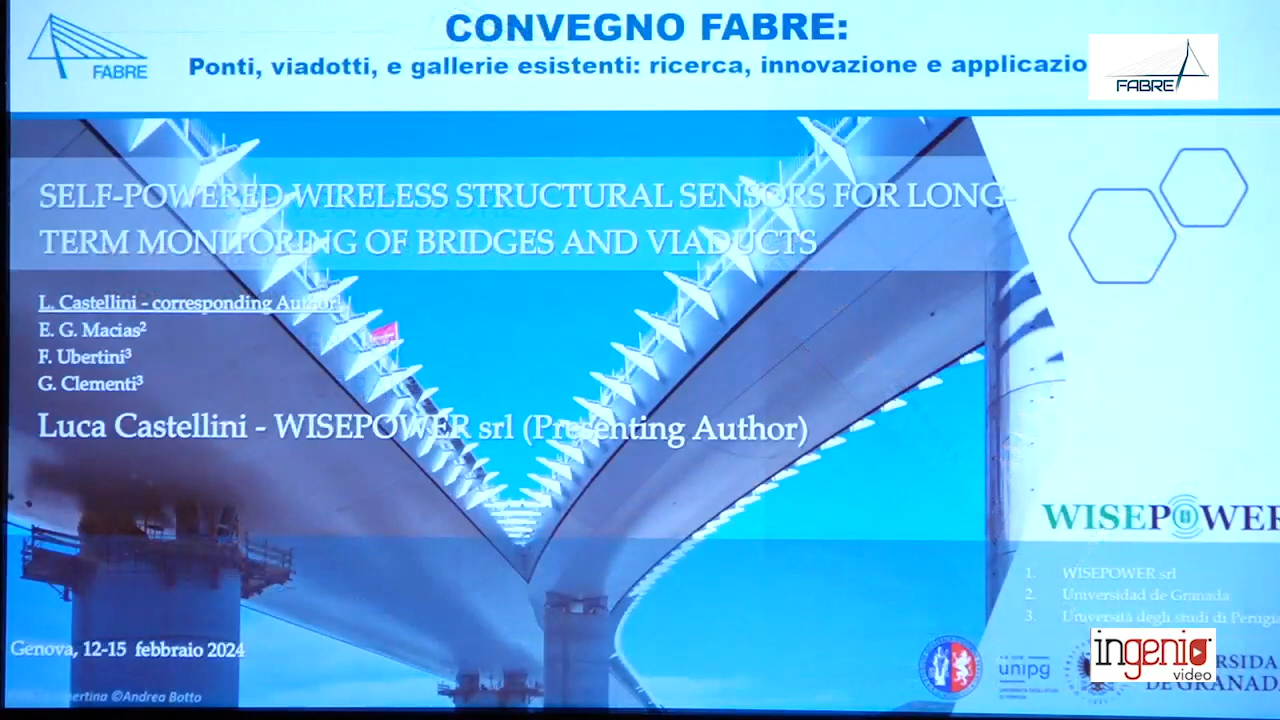 CONVEGNO FABRE:
Ponti, viadotti, e gallerie esistenti: ricerca, innovazione e applicazio
FABRE
FABRE
SELF-POWERED WIRELESS STRUCTURAL SENSORS FOR LONG-
TERM MONITORING OF BRIDGES AND VIADUCTS
L. Castellini - corresponding Author¹
E. G. Macias²
F. Ubertini³
G. Clementi³
Luca Castellini - WISEPOWER srl (Presenting Author)
WISEPOWER
1. WISEPOWER srl
2. Universidad de Granada
3. Università degli studi di Perugia
Genova, 12-15 febbraio 2024
©Andrea Botto
unipg
ingenio
video
RSIDA
DE GRANADA